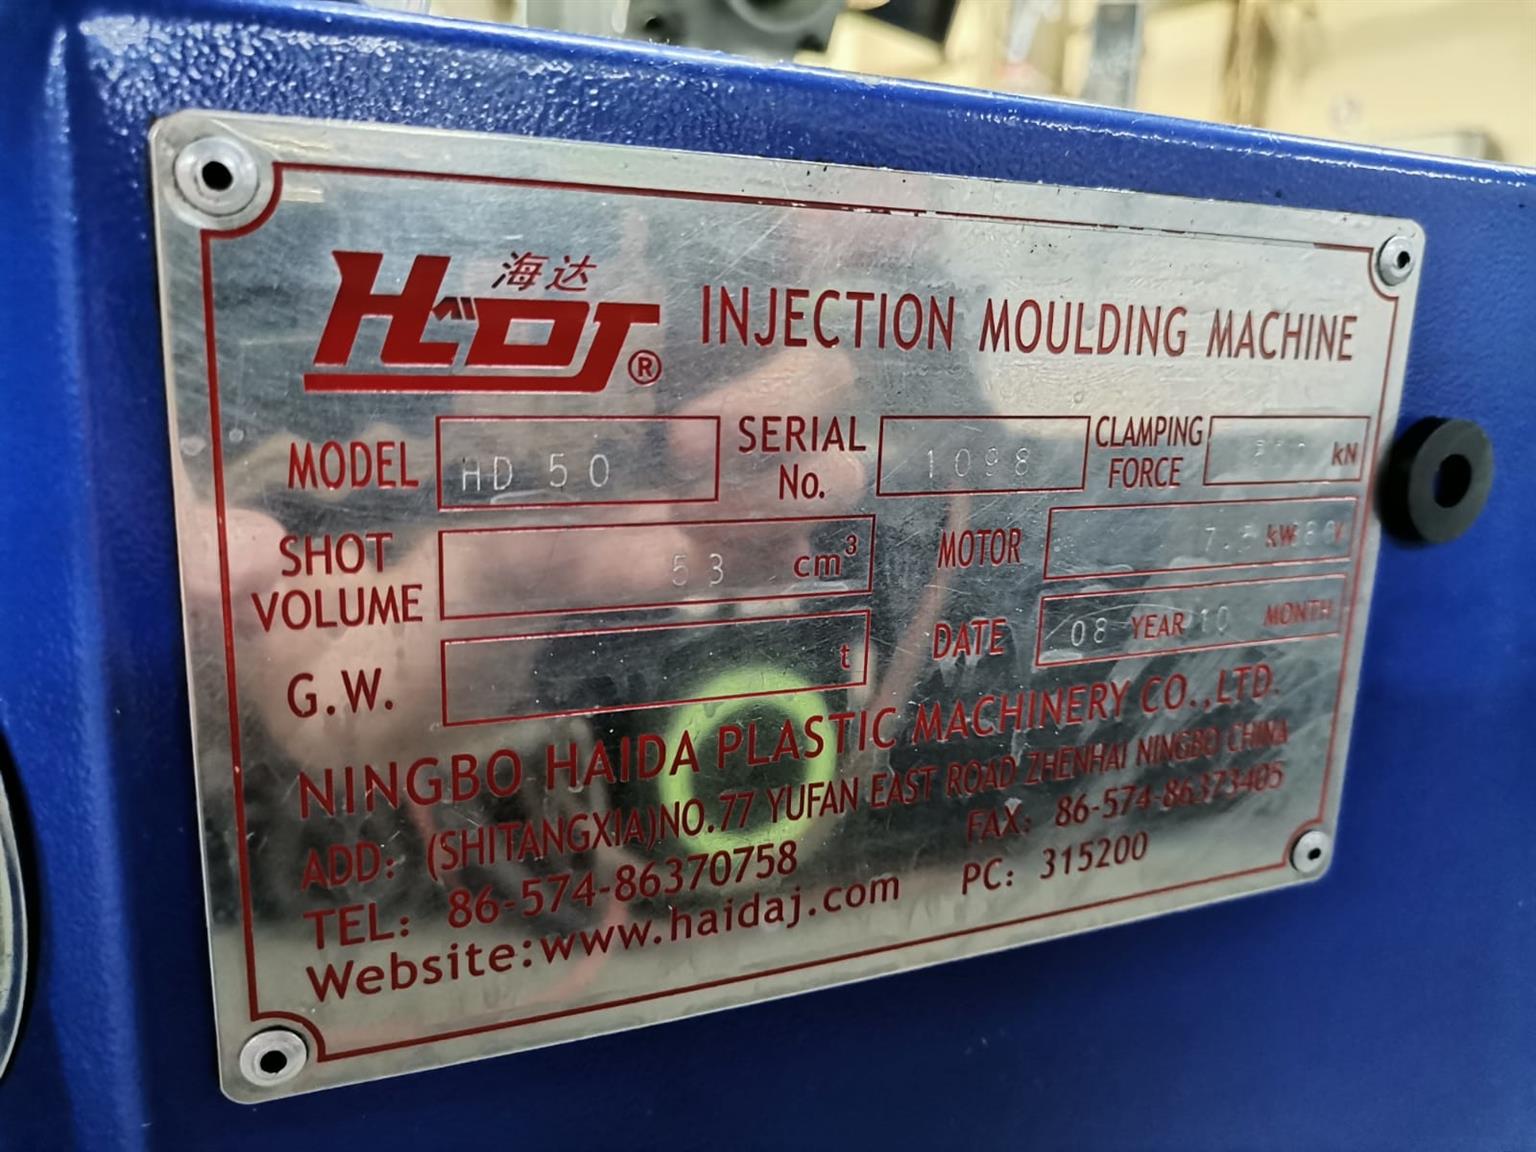 海达
HDJ®
INJECTION MOULDING MACHINE
MODEL HD 50
SERIAL No. 1098
CLAMPING FORCE kN
SHOT VOLUME 53 cm³
MOTOR 7.5 kW V
G.W. t
DATE 08 YEAR 10 MONTH
NINGBO HAIDA PLASTIC MACHINERY CO.,LTD.
ADD: (SHITANGXIA)NO.77 YUFAN EAST ROAD ZHENHAI NINGBO CHINA
TEL: 86-574-86370758 FAX: 86-574-86373405
Website:www.haidaj.com PC: 315200